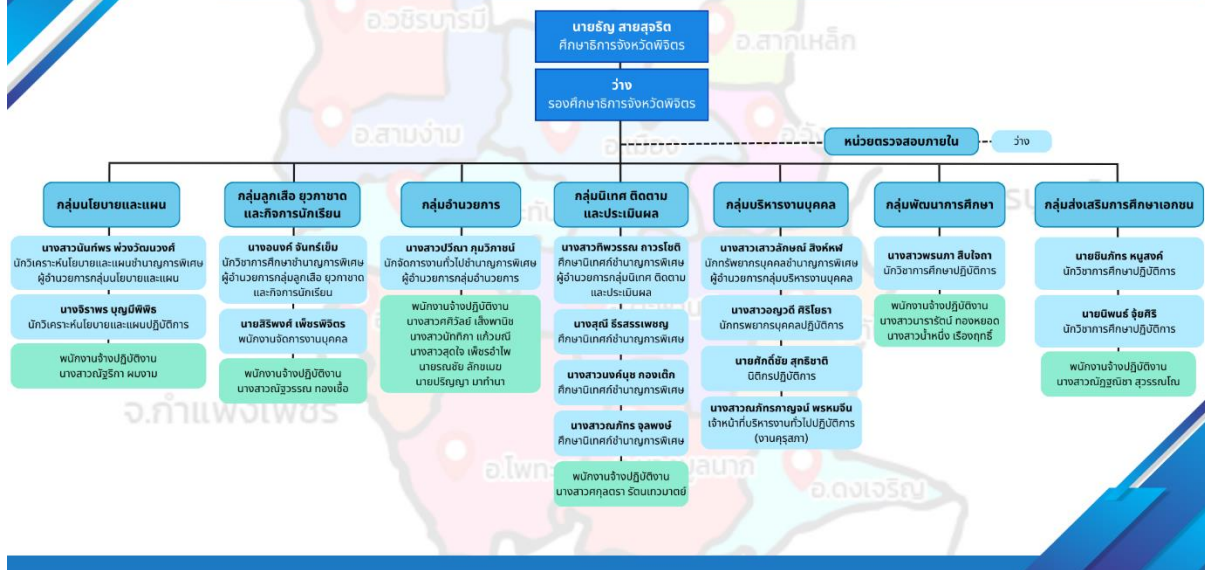 อ.วชิรบารมี
นายธัญ สายสุจริต
ศึกษาธิการจังหวัดพิจิตร
อ.สากเหล็ก
ว่าง
รองศึกษาธิการจังหวัดพิจิตร
อ.สามง่าม
อ.เมือง
หน่วยตรวจสอบภายใน
ว่าง
กลุ่มนโยบายและแผน
นางสาวนันท์พร พ่วงวัฒนวงศ์
นักวิเคราะห์นโยบายและแผนชำนาญการพิเศษ
ผู้อำนวยการกลุ่มนโยบายและแผน
นางจิราพร บุญมีพิพิธ
นักวิเคราะห์นโยบายและแผนปฏิบัติการ
พนักงานจ้างปฏิบัติงาน
นางสาวณัฐริกา ผมงาม
กลุ่มลูกเสือ ยุวกาชาด
และกิจการนักเรียน
นางอนงค์ จันทร์เข็ม
นักวิชาการศึกษาชำนาญการพิเศษ
ผู้อำนวยการกลุ่มลูกเสือ ยุวกาชาด
และกิจการนักเรียน
นายสิริพงศ์ เพ็ชรพิจิตร
พนักงานจัดการงานบุคคล
พนักงานจ้างปฏิบัติงาน
นางสาวณัฐวรรณ ทองเชื้อ
กลุ่มอำนวยการ
นางสาวปวีณา ภุมวิภาชน์
นักจัดการงานทั่วไปชำนาญการพิเศษ
ผู้อำนวยการกลุ่มอำนวยการ
พนักงานจ้างปฏิบัติงาน
นางสาวศศิวิลัย์ เส็งพานิช
นางสาวนัททิกา แก้วมณี
นางสาวสุดใจ เพ็ชรอำไพ
นายรณชัย ลักขเมฆ
นายปริญญา มาทำนา
กลุ่มนิเทศ ติดตาม
และประเมินผล
นางสาวทิพวรรณ ถาวรโชติ
ศึกษานิเทศก์ชำนาญการพิเศษ
ผู้อำนวยการกลุ่มนิเทศ ติดตาม
และประเมินผล
นางสุณี ธีรสรรเพชญ
ศึกษานิเทศก์ชำนาญการพิเศษ
นางสาวนงค์นุช กองเต็ก
ศึกษานิเทศก์ชำนาญการพิเศษ
นางสาวณภัทร จุลพงษ์
ศึกษานิเทศก์ชำนาญการพิเศษ
พนักงานจ้างปฏิบัติงาน
นางสาวศกุลตรา รัตนเทวมาตย์
กลุ่มบริหารงานบุคคล
นางสาวเสาวลักษณ์ สิงห์หฬ
นักทรัพยากรบุคคลชำนาญการพิเศษ
ผู้อำนวยการกลุ่มบริหารงานบุคคล
นางสาวอญวดี ศิริโยธา
นักทรัพยากรบุคคลปฏิบัติการ
นายศักดิ์ชัย สุทธิชาติ
นิติกรปฏิบัติการ
นางสาวณภัทรกาญจน์ พรหมจีน
เจ้าหน้าที่บริหารงานทั่วไปปฏิบัติการ
(งานคุรุสภา)
กลุ่มพัฒนาการศึกษา
นางสาวพรนภา สืบใจถา
นักวิชาการศึกษาปฏิบัติการ
พนักงานจ้างปฏิบัติงาน
นางสาวนารารัตน์ ทองหยอด
นางสาวน้ำหนึ่ง เรืองฤทธิ์
กลุ่มส่งเสริมการศึกษาเอกชน
นายชินภัทร หนูสงค์
นักวิชาการศึกษาปฏิบัติการ
นายนิพนธ์ จุ้ยศิริ
นักวิชาการศึกษาปฏิบัติการ
พนักงานจ้างปฏิบัติงาน
นางสาวณัฏฐณิชา สุวรรณโณ
จ.กำแพงเพชร
อ.ดงเจริญ